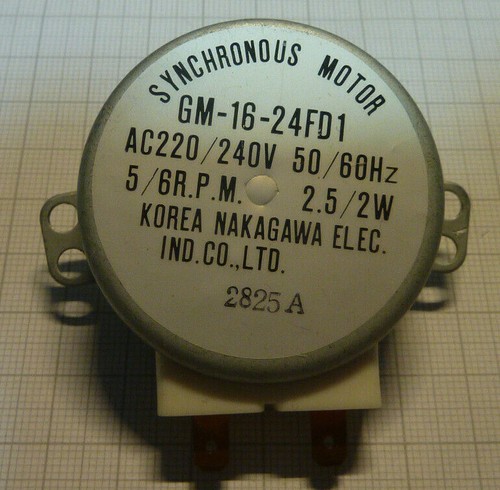 SYNCHRONOUS MOTOR
GM-16-24FD1
AC220/240V 50/60Hz
5/6R.P.M. 2.5/2W
KOREA NAKAGAWA ELEC.
IND.CO.,LTD.
2825A